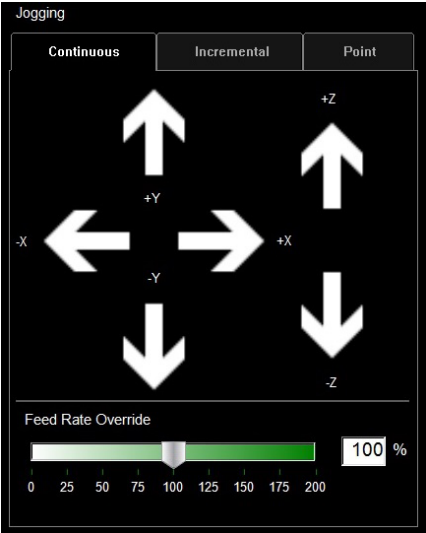 Jogging
Continuous Incremental Point
+Z
+Y
-X +X
-Y
-Z
Feed Rate Override
100 %
0 25 50 75 100 125 150 175 200